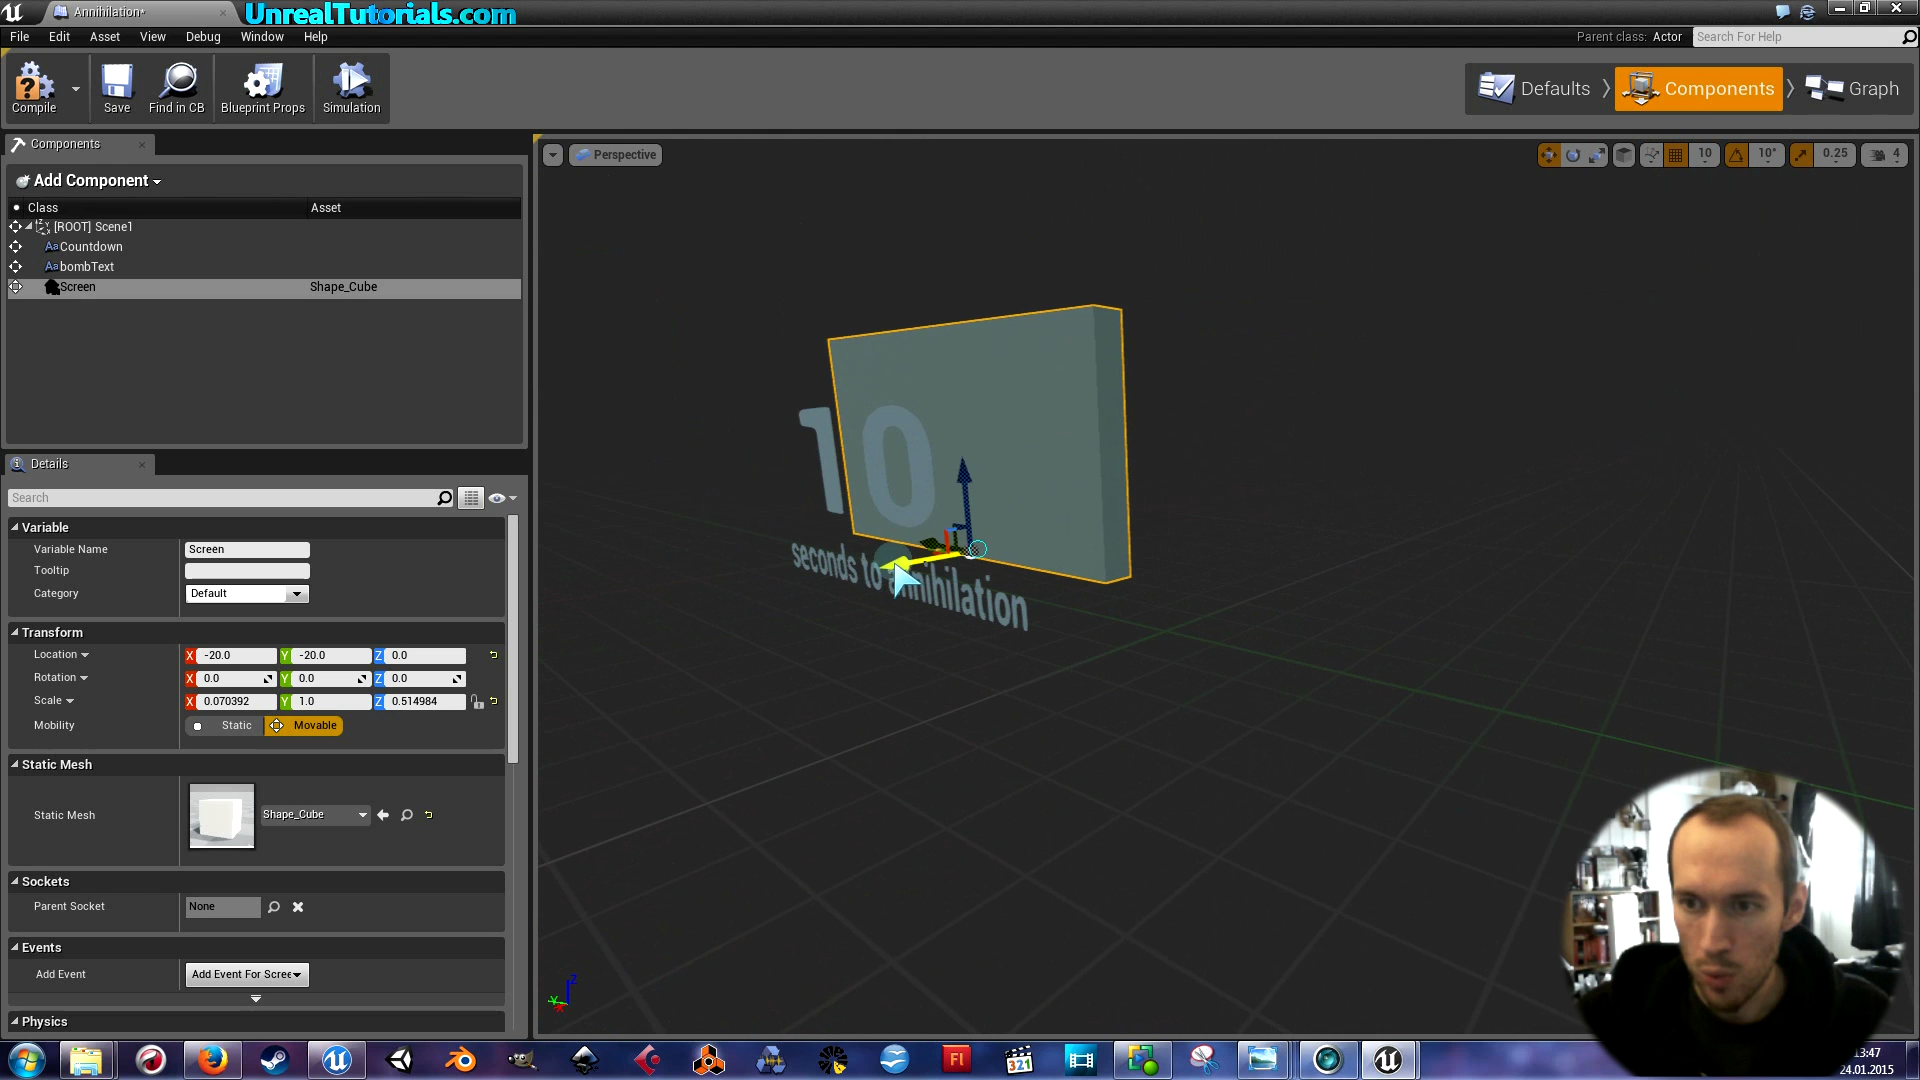 Annihilation*
UnrealTutorials.com
File Edit Asset View Debug Window Help
Parent class: Actor
Search For Help
Compile
Save
Find in CB
Blueprint Props
Simulation
Defaults
Components
Graph
Components
Add Component
Class
Asset
[ROOT] Scene1
Aa Countdown
Aa bombText
Screen
Shape_Cube
Details
Search
Variable
Variable Name
Screen
Tooltip
Category
Default
Transform
Location
X -20.0 Y -20.0 Z 0.0
Rotation
X 0.0 Y 0.0 Z 0.0
Scale
X 0.070392 Y 1.0 Z 0.514984
Mobility
Static
Movable
Static Mesh
Static Mesh
Shape_Cube
Sockets
Parent Socket
None
Events
Add Event
Add Event For Scree
Physics
Perspective
10
10°
0.25
4
10
seconds to annihilation
Z
Y
X
Fl
321
13:47
24.01.2015